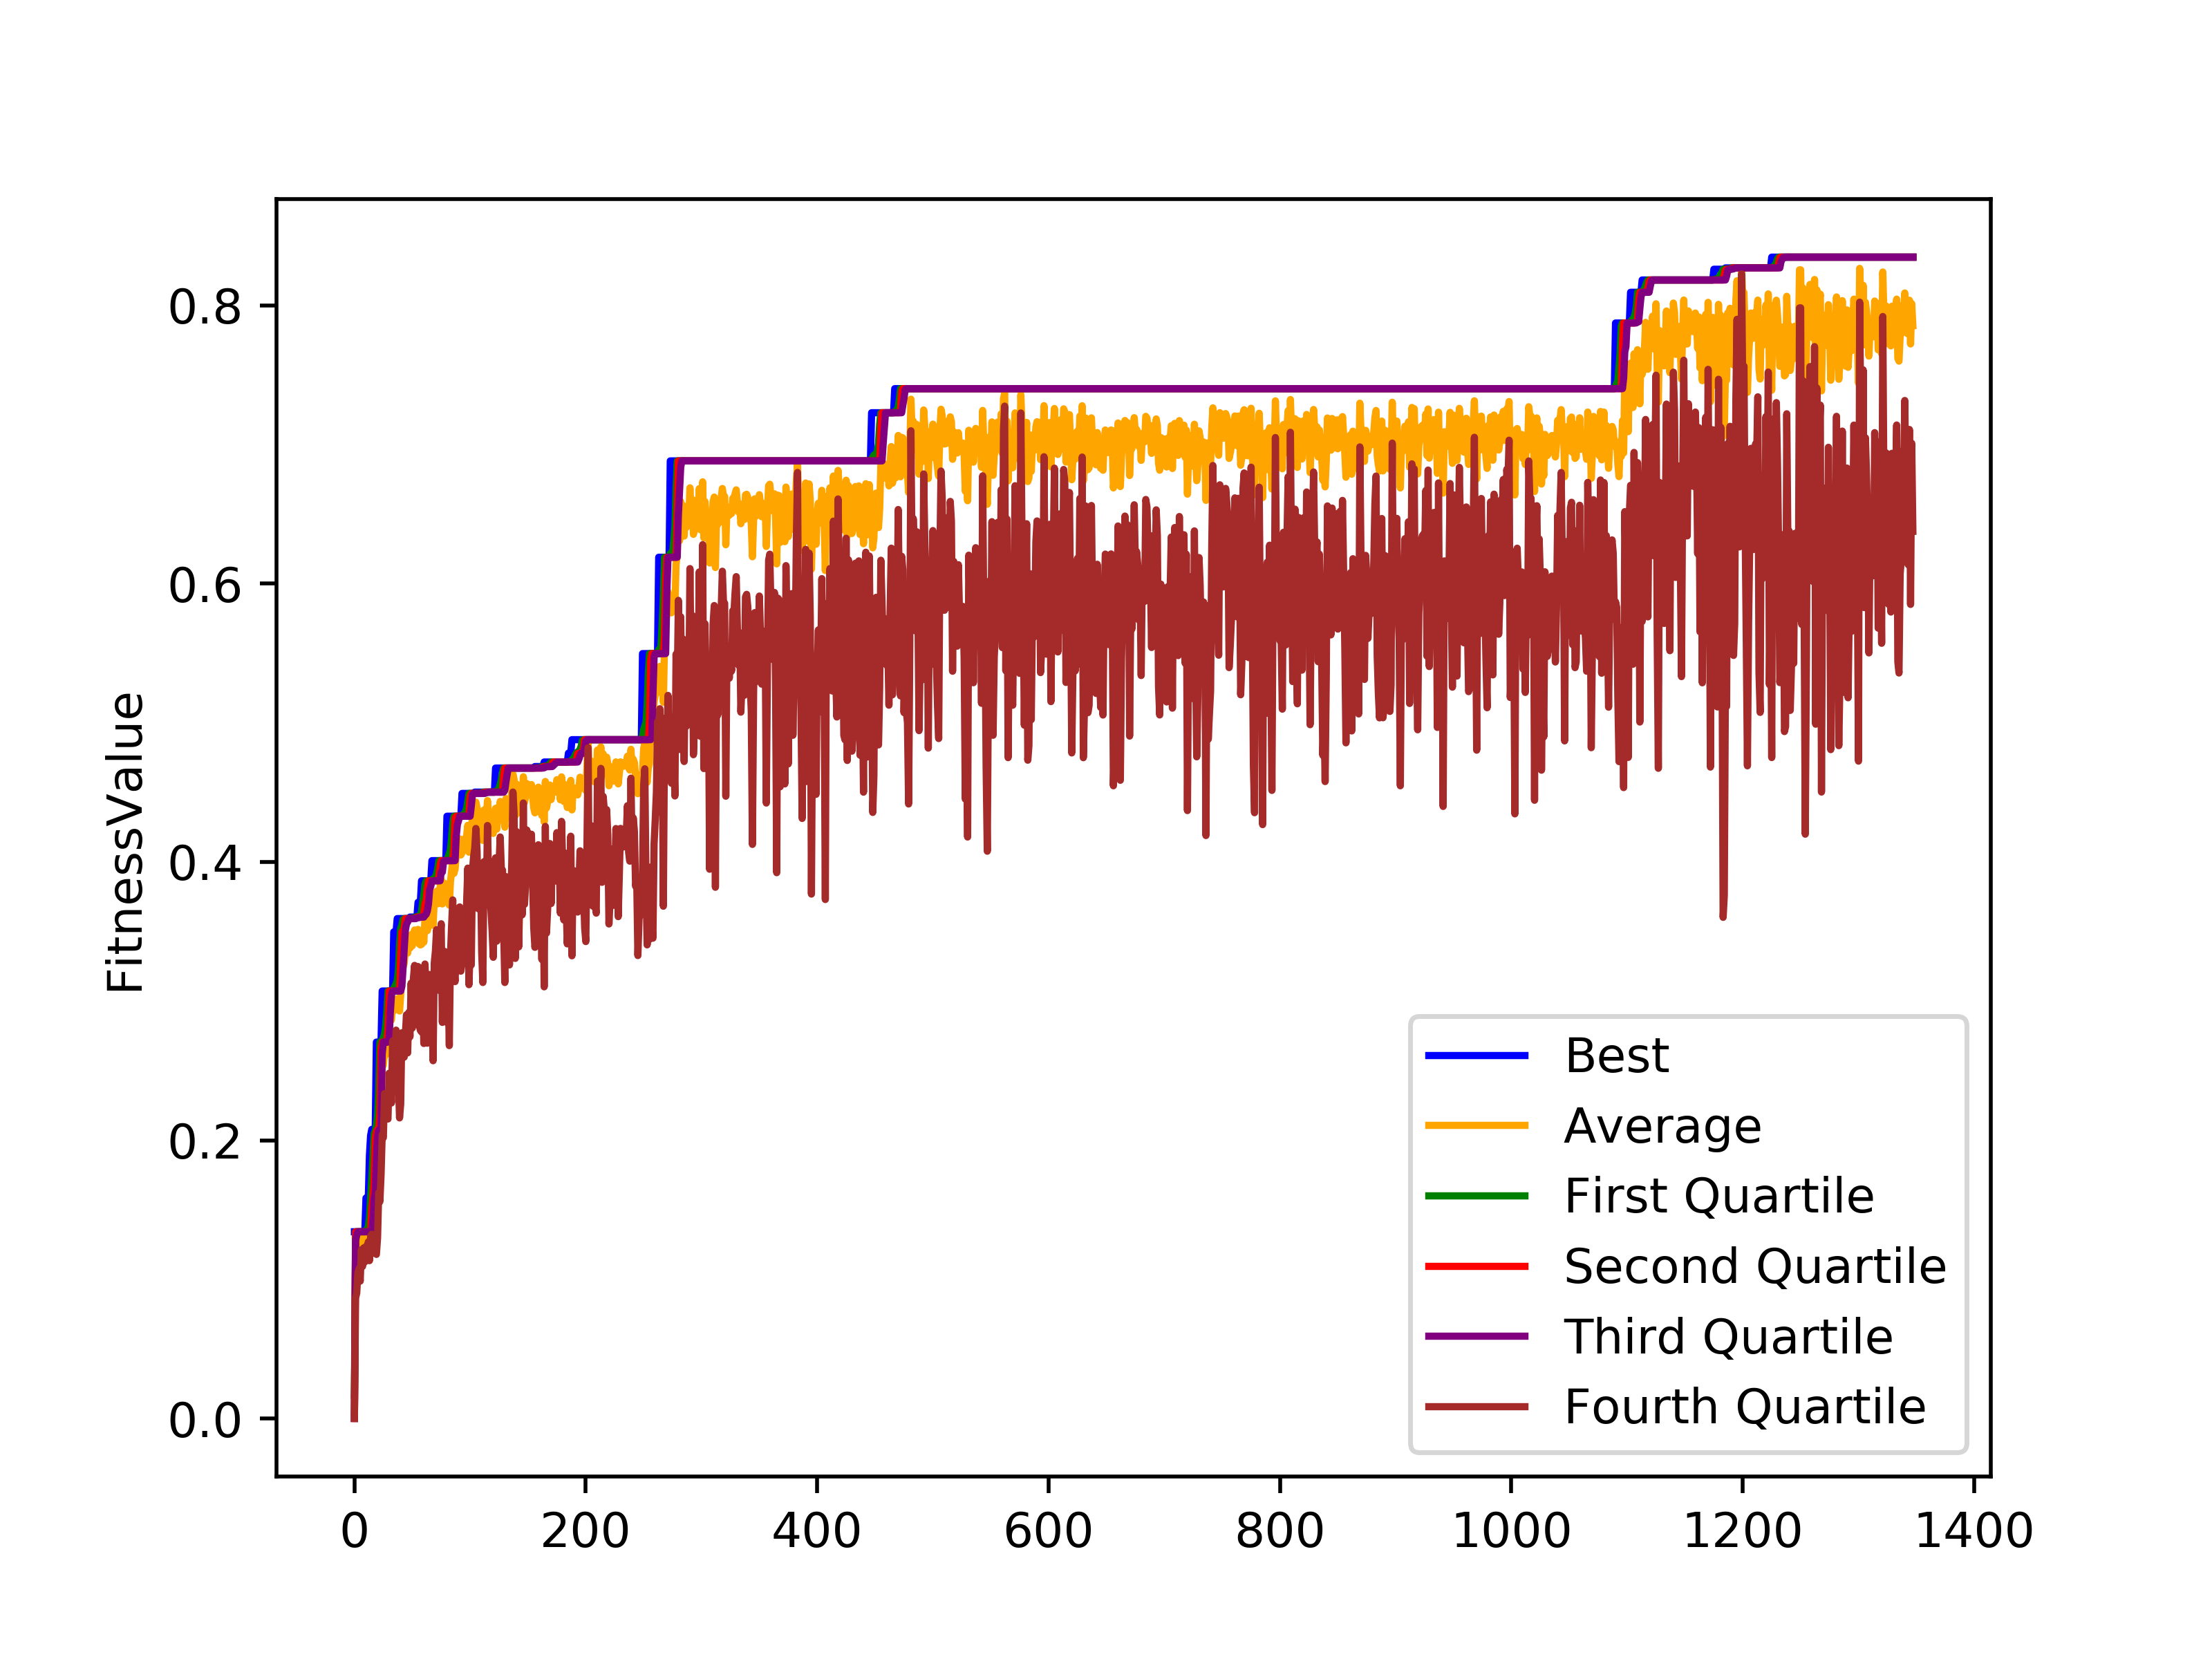 FitnessValue
0.8
0.6
0.4
0.2
0.0
0 200 400 600 800 1000 1200 1400
Best
Average
First Quartile
Second Quartile
Third Quartile
Fourth Quartile